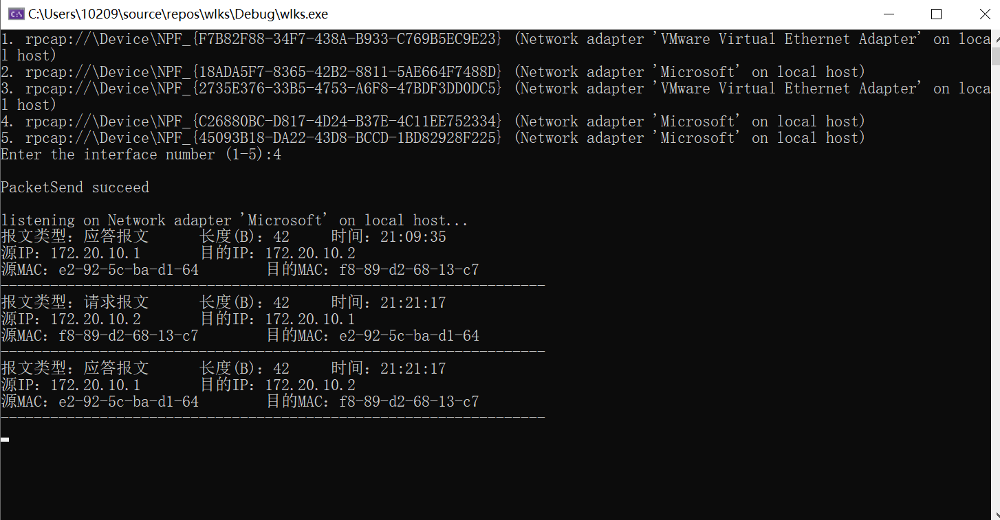 C:\Users\10209\source\repos\wlks\Debug\wlks.exe
1. rpcap://\Device\NPF_{F7B82F88-34F7-438A-B933-C769B5EC9E23} (Network adapter 'VMware Virtual Ethernet Adapter' on loca
l host)
2. rpcap://\Device\NPF_{18ADA5F7-8365-42B2-8811-5AE664F7488D} (Network adapter 'Microsoft' on local host)
3. rpcap://\Device\NPF_{2735E376-33B5-4753-A6F8-47BDF3DD0DC5} (Network adapter 'VMware Virtual Ethernet Adapter' on loca
l host)
4. rpcap://\Device\NPF_{C26880BC-D817-4D24-B37E-4C11EE752334} (Network adapter 'Microsoft' on local host)
5. rpcap://\Device\NPF_{45093B18-DA22-43D8-BCCD-1BD82928F225} (Network adapter 'Microsoft' on local host)
Enter the interface number (1-5):4
PacketSend succeed
listening on Network adapter 'Microsoft' on local host...
报文类型：应答报文 长度(B)：42 时间：21:09:35
源IP：172.20.10.1 目的IP：172.20.10.2
源MAC：e2-92-5c-ba-d1-64 目的MAC：f8-89-d2-68-13-c7
------------------------------------------------------------------
报文类型：请求报文 长度(B)：42 时间：21:21:17
源IP：172.20.10.2 目的IP：172.20.10.1
源MAC：f8-89-d2-68-13-c7 目的MAC：e2-92-5c-ba-d1-64
------------------------------------------------------------------
报文类型：应答报文 长度(B)：42 时间：21:21:17
源IP：172.20.10.1 目的IP：172.20.10.2
源MAC：e2-92-5c-ba-d1-64 目的MAC：f8-89-d2-68-13-c7
------------------------------------------------------------------